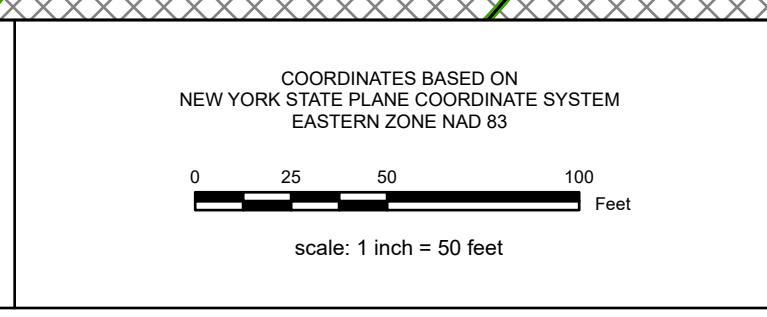 COORDINATES BASED ON
NEW YORK STATE PLANE COORDINATE SYSTEM
EASTERN ZONE NAD 83
0 25 50 100
Feet
scale: 1 inch = 50 feet